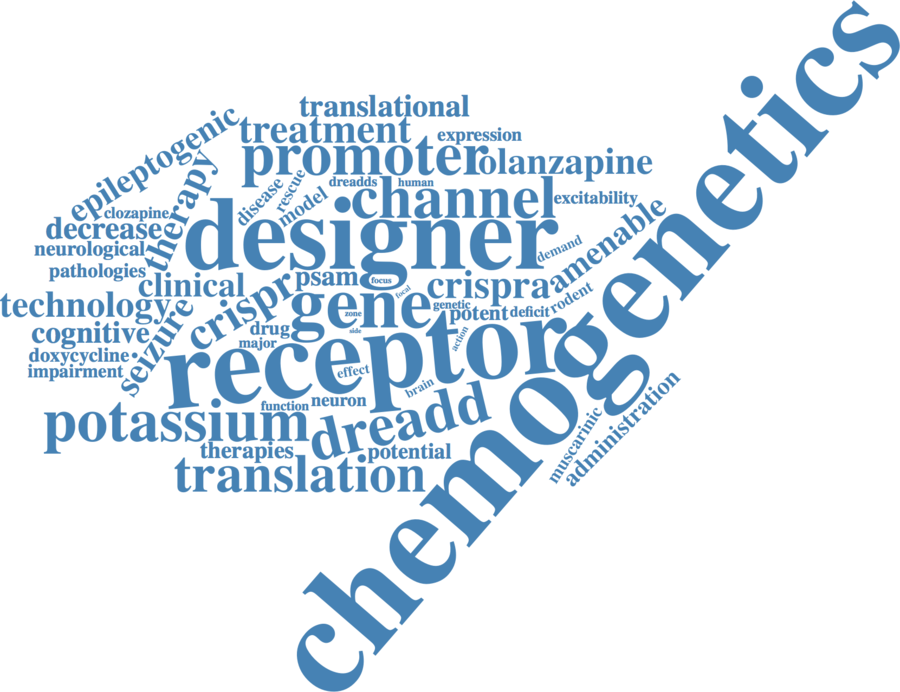 chemogenetics
translational
epileptogenic
treatment
expression
promoter
olanzapine
therapy
disease
rescue
model
dreadds
human
channel
excitability
clozapine
decrease
designer
amenable
neurological
demand
pathologies
clinical
psam
focus
crispra
rodent
technology
crispr
gene
focal
genetic
potent
deficit
zone
cognitive
seizure
drug
side
receptor
action
major
doxycycline
impairment
effect
brain
function
neuron
potassium
dreadd
muscarinic
administration
therapies
potential
translation